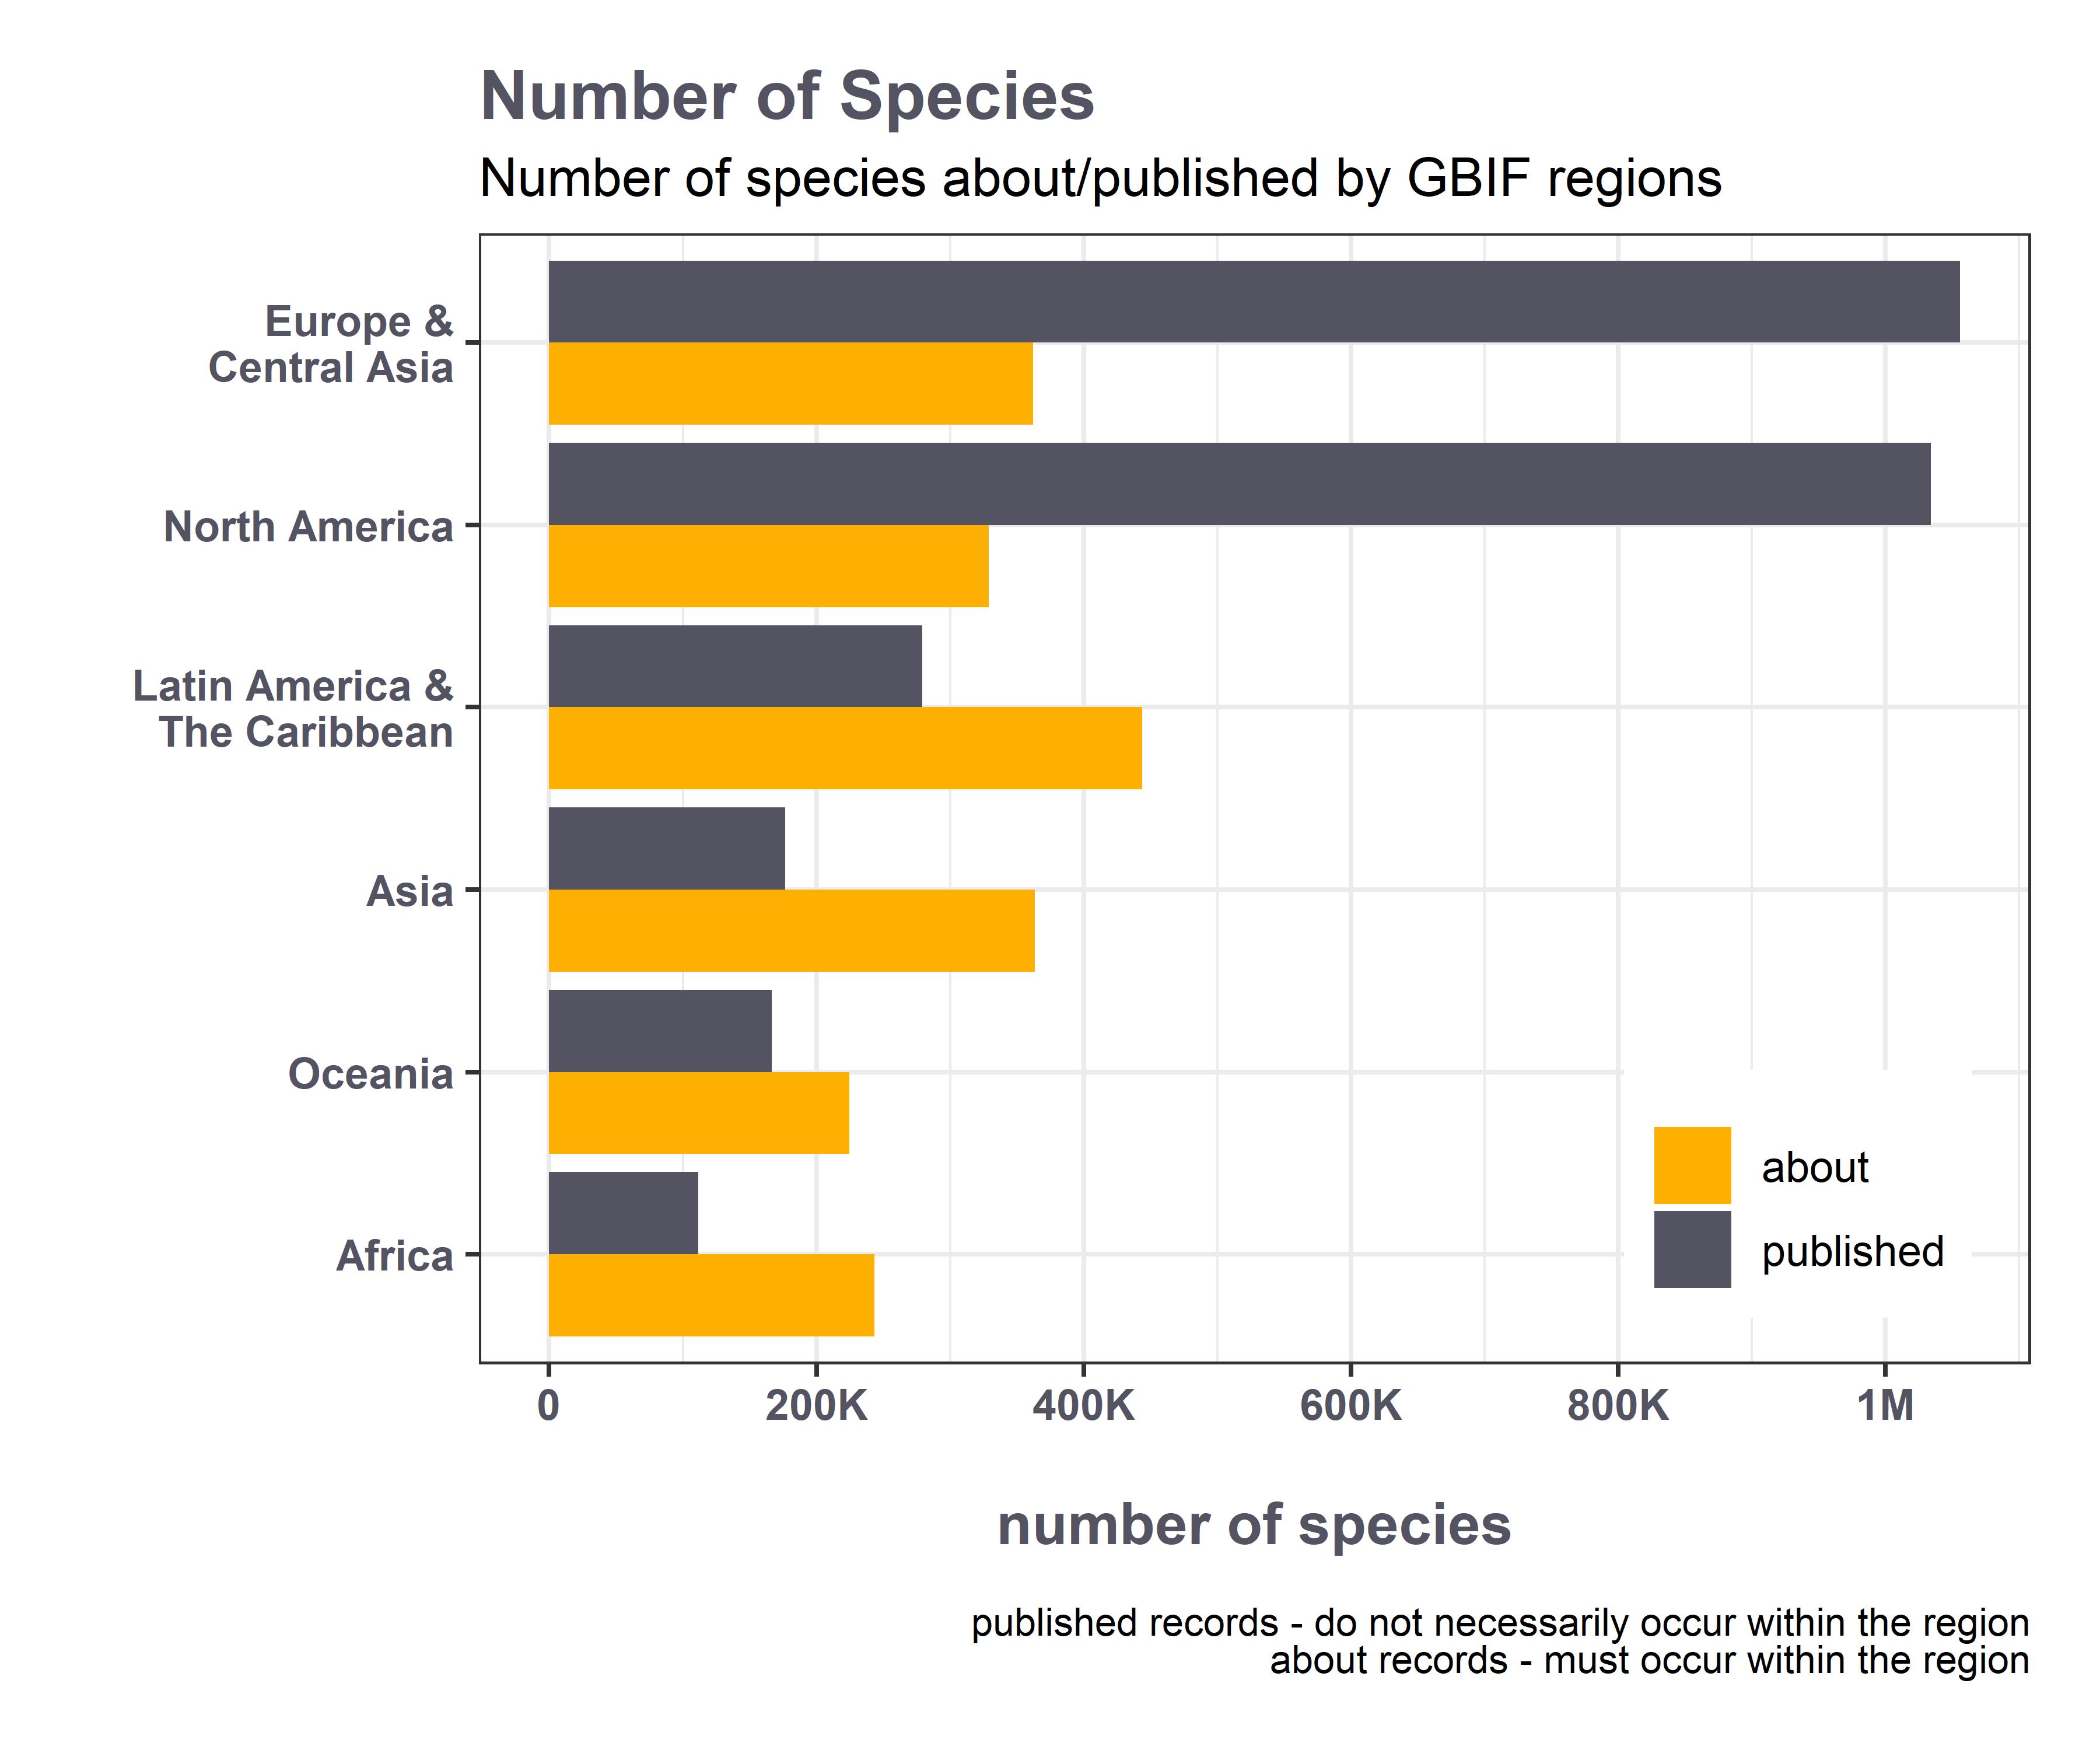 Number of Species
Number of species about/published by GBIF regions
Europe &
Central Asia
North America
Latin America &
The Caribbean
Asia
Oceania
Africa
about
published
0 200K 400K 600K 800K 1M
number of species
published records - do not necessarily occur within the region
about records - must occur within the region